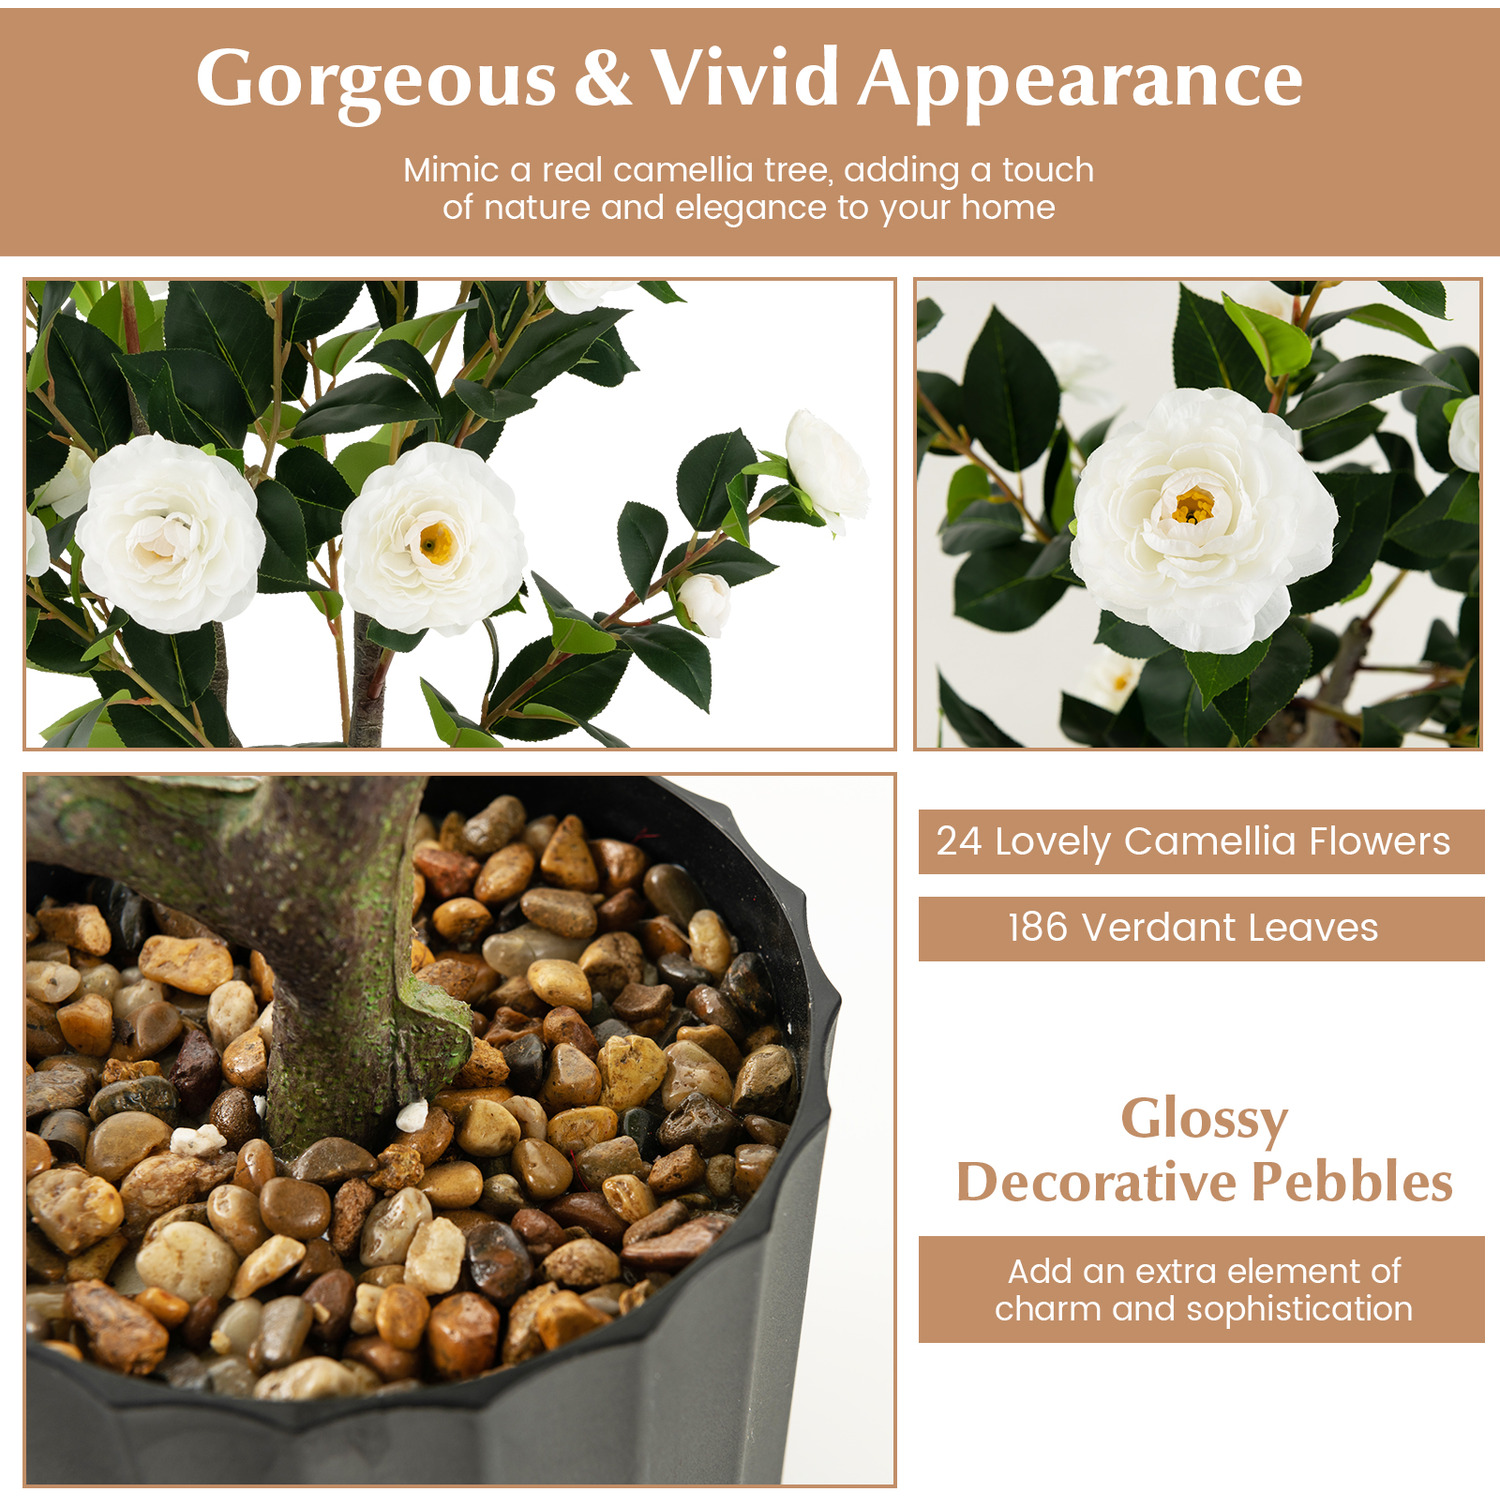 Gorgeous & Vivid Appearance
Mimic a real camellia tree, adding a touch
of nature and elegance to your home
24 Lovely Camellia Flowers
186 Verdant Leaves
Glossy
Decorative Pebbles
Add an extra element of
charm and sophistication